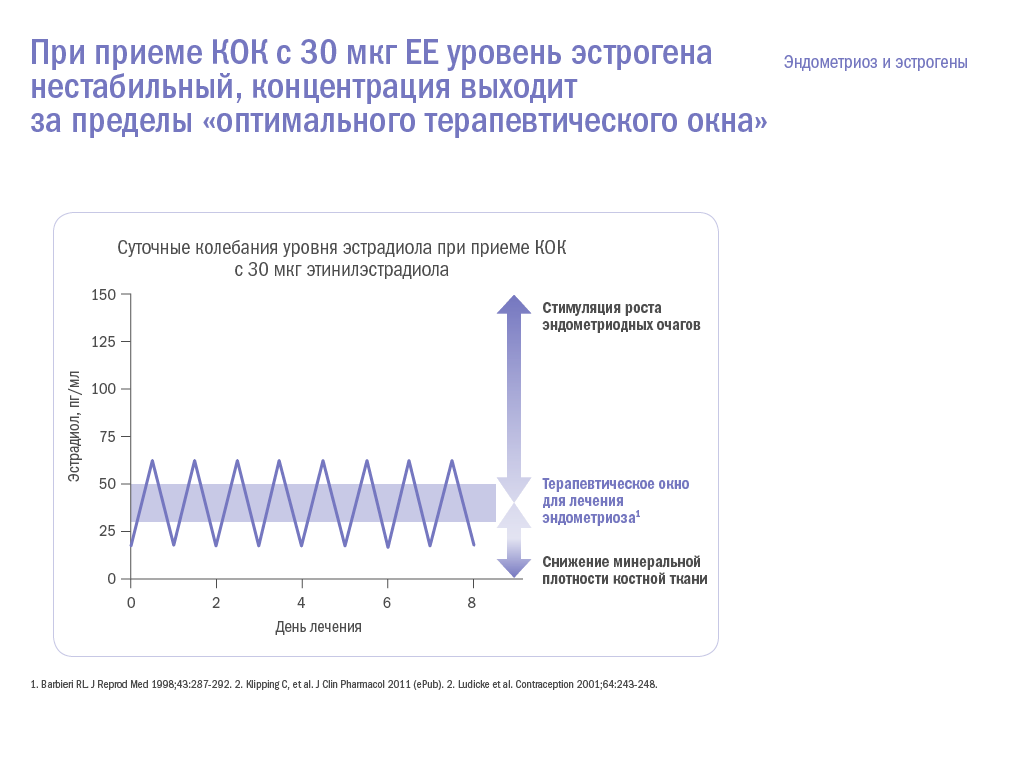 При приеме КОК с 30 мкг ЕЕ уровень эстрогена
нестабильный, концентрация выходит
за пределы «оптимального терапевтического окна»
Эндометриоз и эстрогены
Суточные колебания уровня эстрадиола при приеме КОК
с 30 мкг этинилэстрадиола
Эстрадиол, пг/мл
150
125
100
75
50
25
0
0 2 4 6 8
День лечения
Стимуляция роста
эндометриодных очагов
Терапевтическое окно
для лечения
эндометриоза¹
Снижение минеральной
плотности костной ткани
1. Barbieri RL. J Reprod Med 1998;43:287-292. 2. Klipping C, et al. J Clin Pharmacol 2011 (ePub). 2. Ludicke et al. Contraception 2001;64:243-248.